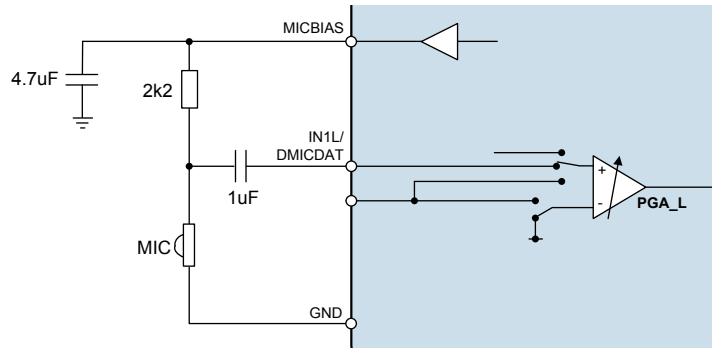 MICBIAS
4.7uF
2k2
IN1L/
DMICDAT
1uF
+
-
PGA_L
MIC
GND